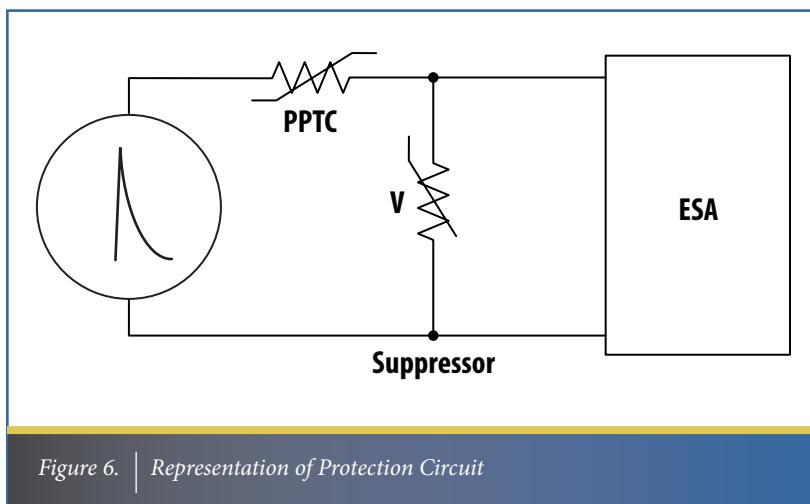 PPTC
V
ESA
Suppressor
Figure 6. | Representation of Protection Circuit